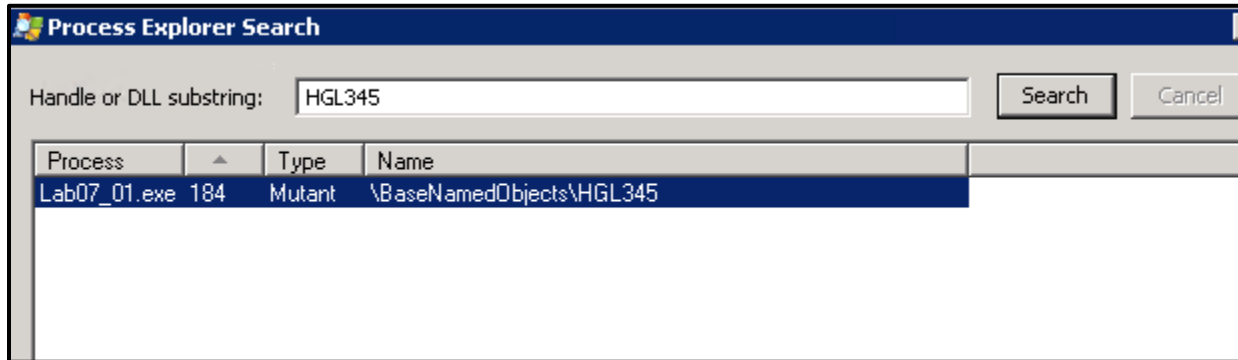 Process Explorer Search
Handle or DLL substring: HGL345 Search Cancel
Process Type Name
Lab07_01.exe 184 Mutant \BaseNamedObjects\HGL345